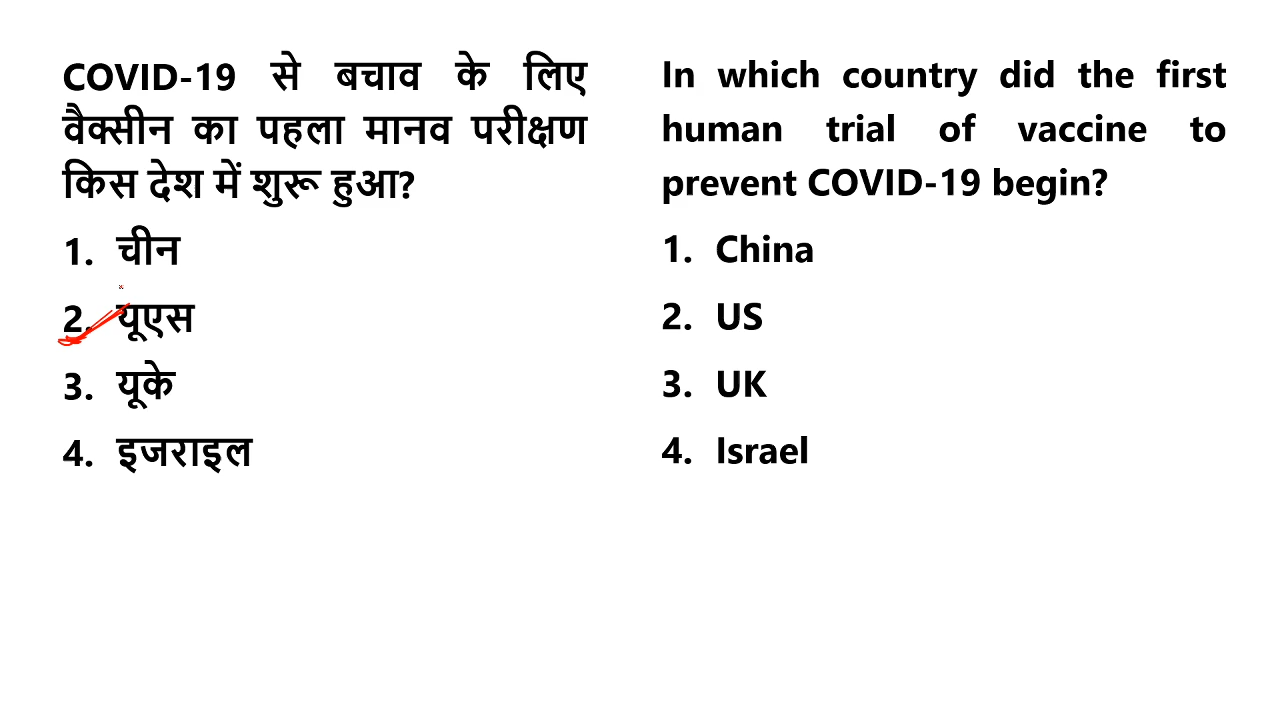 COVID-19 से बचाव के लिए
वैक्सीन का पहला मानव परीक्षण
किस देश में शुरू हुआ?
1. चीन
2. यूएस
3. यूके
4. इजराइल
In which country did the first
human trial of vaccine to
prevent COVID-19 begin?
1. China
2. US
3. UK
4. Israel